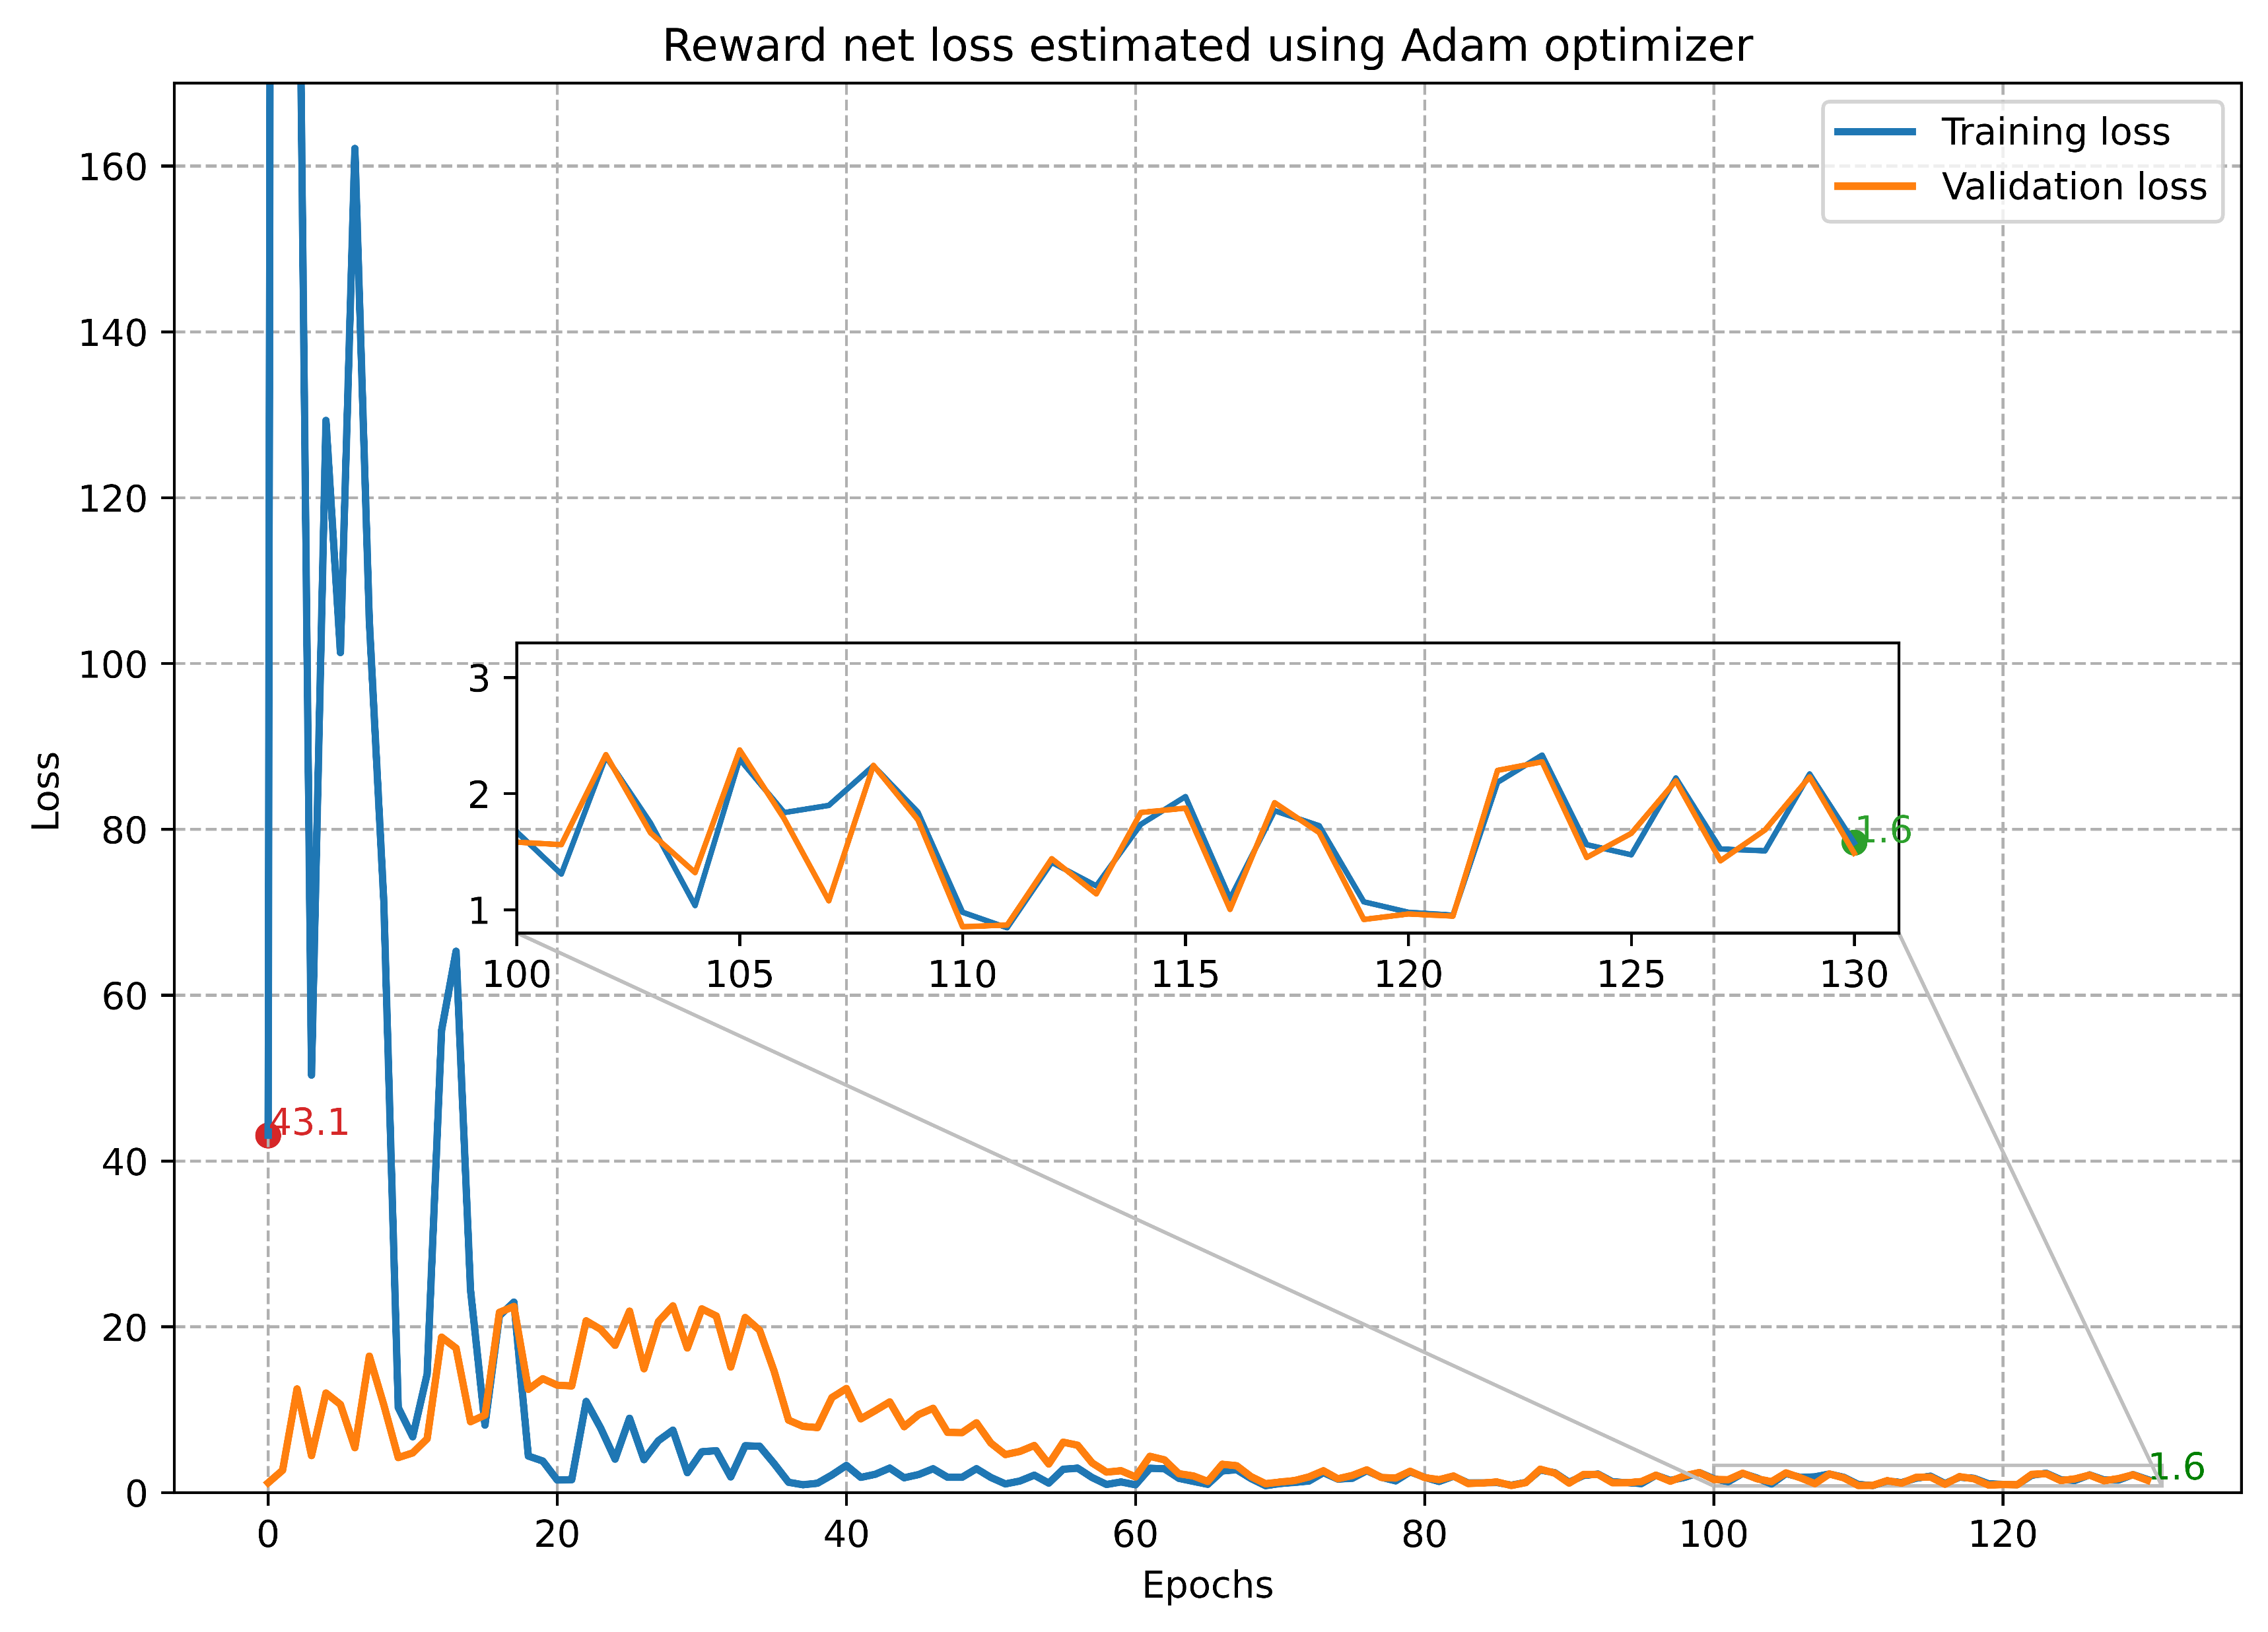 Reward net loss estimated using Adam optimizer
Training loss
Validation loss
160
140
120
100
80
60
40
20
0
Loss
3
2
1
1.6
100 105 110 115 120 125 130
43.1
1.6
0 20 40 60 80 100 120
Epochs